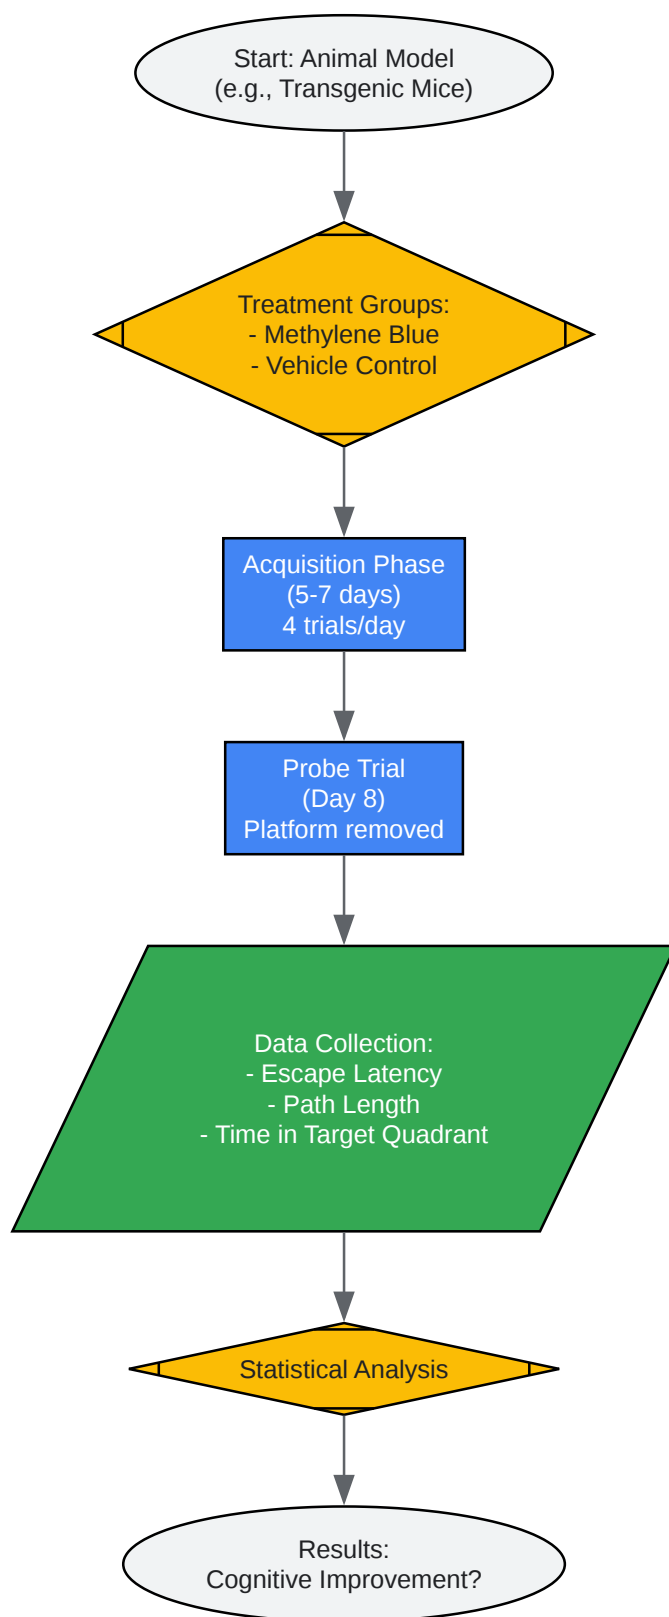 Start: Animal Model
(e.g., Transgenic Mice)
Treatment Groups:
- Methylene Blue
- Vehicle Control
Acquisition Phase
(5-7 days)
4 trials/day
Probe Trial
(Day 8)
Platform removed
Data Collection:
- Escape Latency
- Path Length
- Time in Target Quadrant
Statistical Analysis
Results:
Cognitive Improvement?